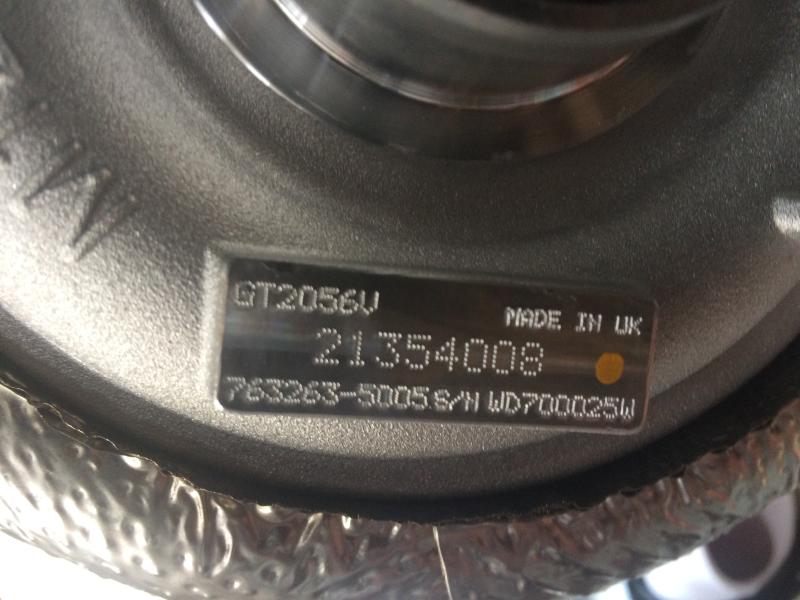 GT2056V
MADE IN UK
21354008
763263-5005 S/N WD700025W